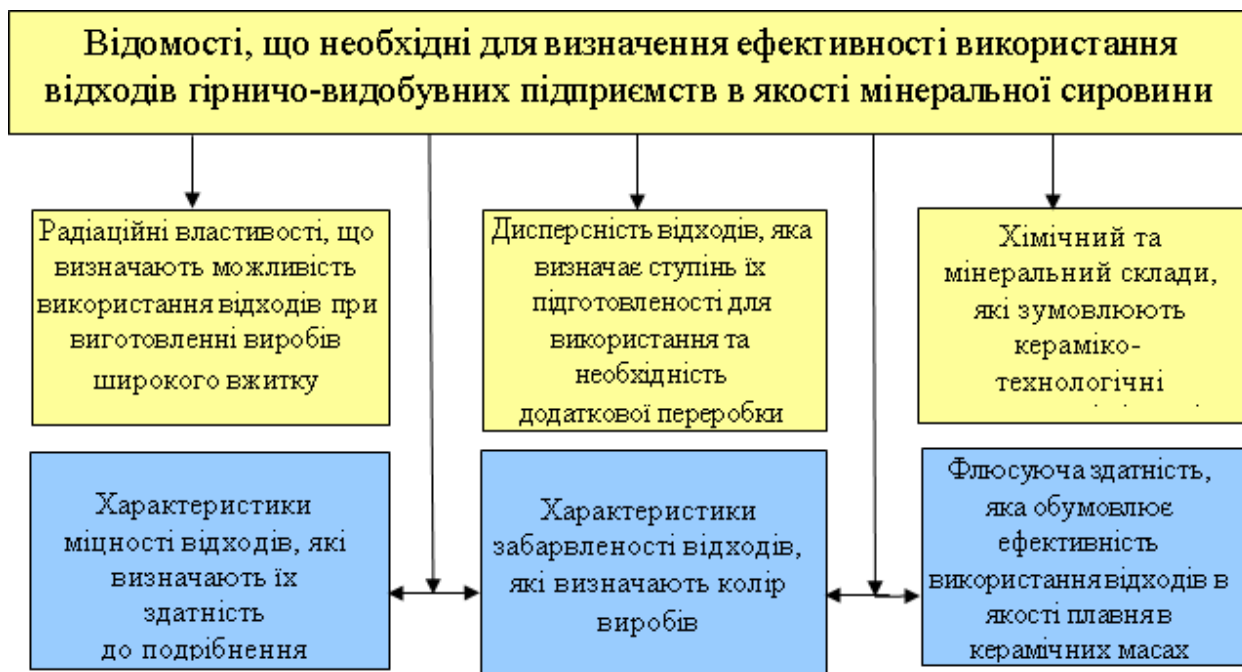 Відомості, що необхідні для визначення ефективності використання
відходів гірничо-видобувних підприємств в якості мінеральної сировини
Радіаційні властивості, що
визначають можливість
використання відходів при
виготовленні виробів
широкого вжитку
Дисперсність відходів, яка
визначає ступінь їх
підготовленості для
використання та
необхідність
додаткової переробки
Хімічний та
мінеральний склади,
які зумовлюють
кераміко-
технологічні
Характеристики
міцності відходів, які
визначають їх
здатність
до подрібнення
Характеристики
забарвленості відходів,
які визначають колір
виробів
Флюсуюча здатність,
яка обумовлює
ефективність
використання відходів в
якості плавня в
керамічних масах